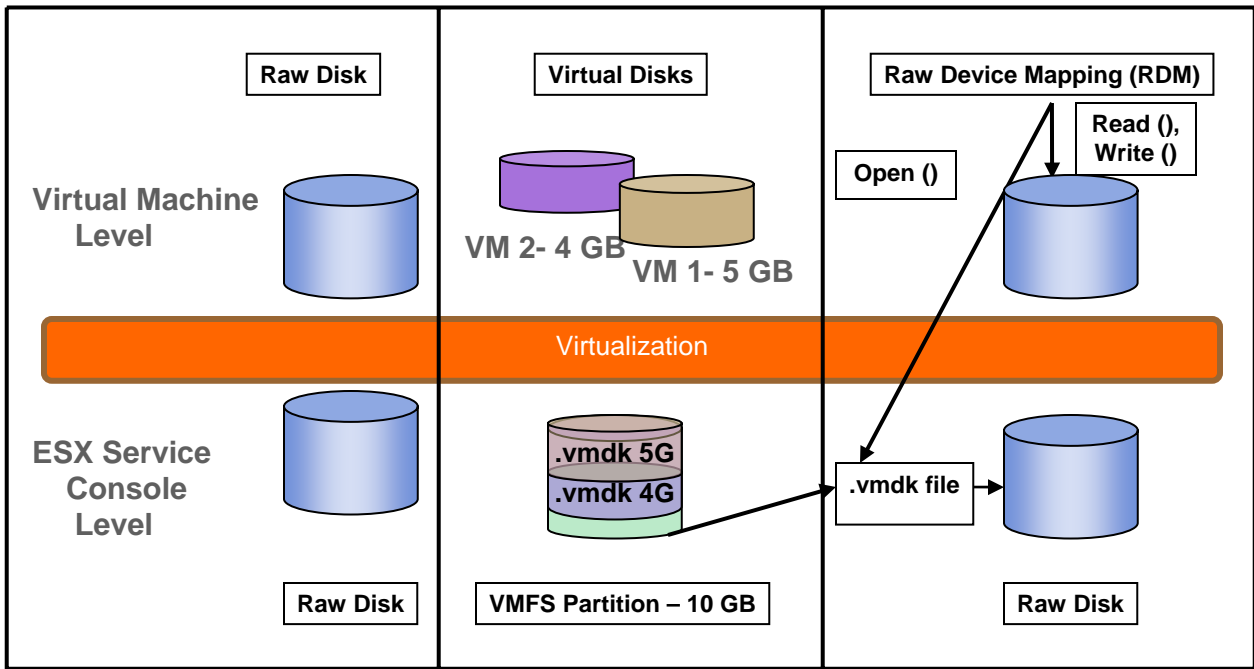 Raw Disk
Virtual Disks
Raw Device Mapping (RDM)
Read (),
Write ()
Open ()
Virtual Machine
Level
VM 2- 4 GB
VM 1- 5 GB
Virtualization
ESX Service
Console
Level
.vmdk 5G
.vmdk 4G
.vmdk file
Raw Disk
VMFS Partition – 10 GB
Raw Disk